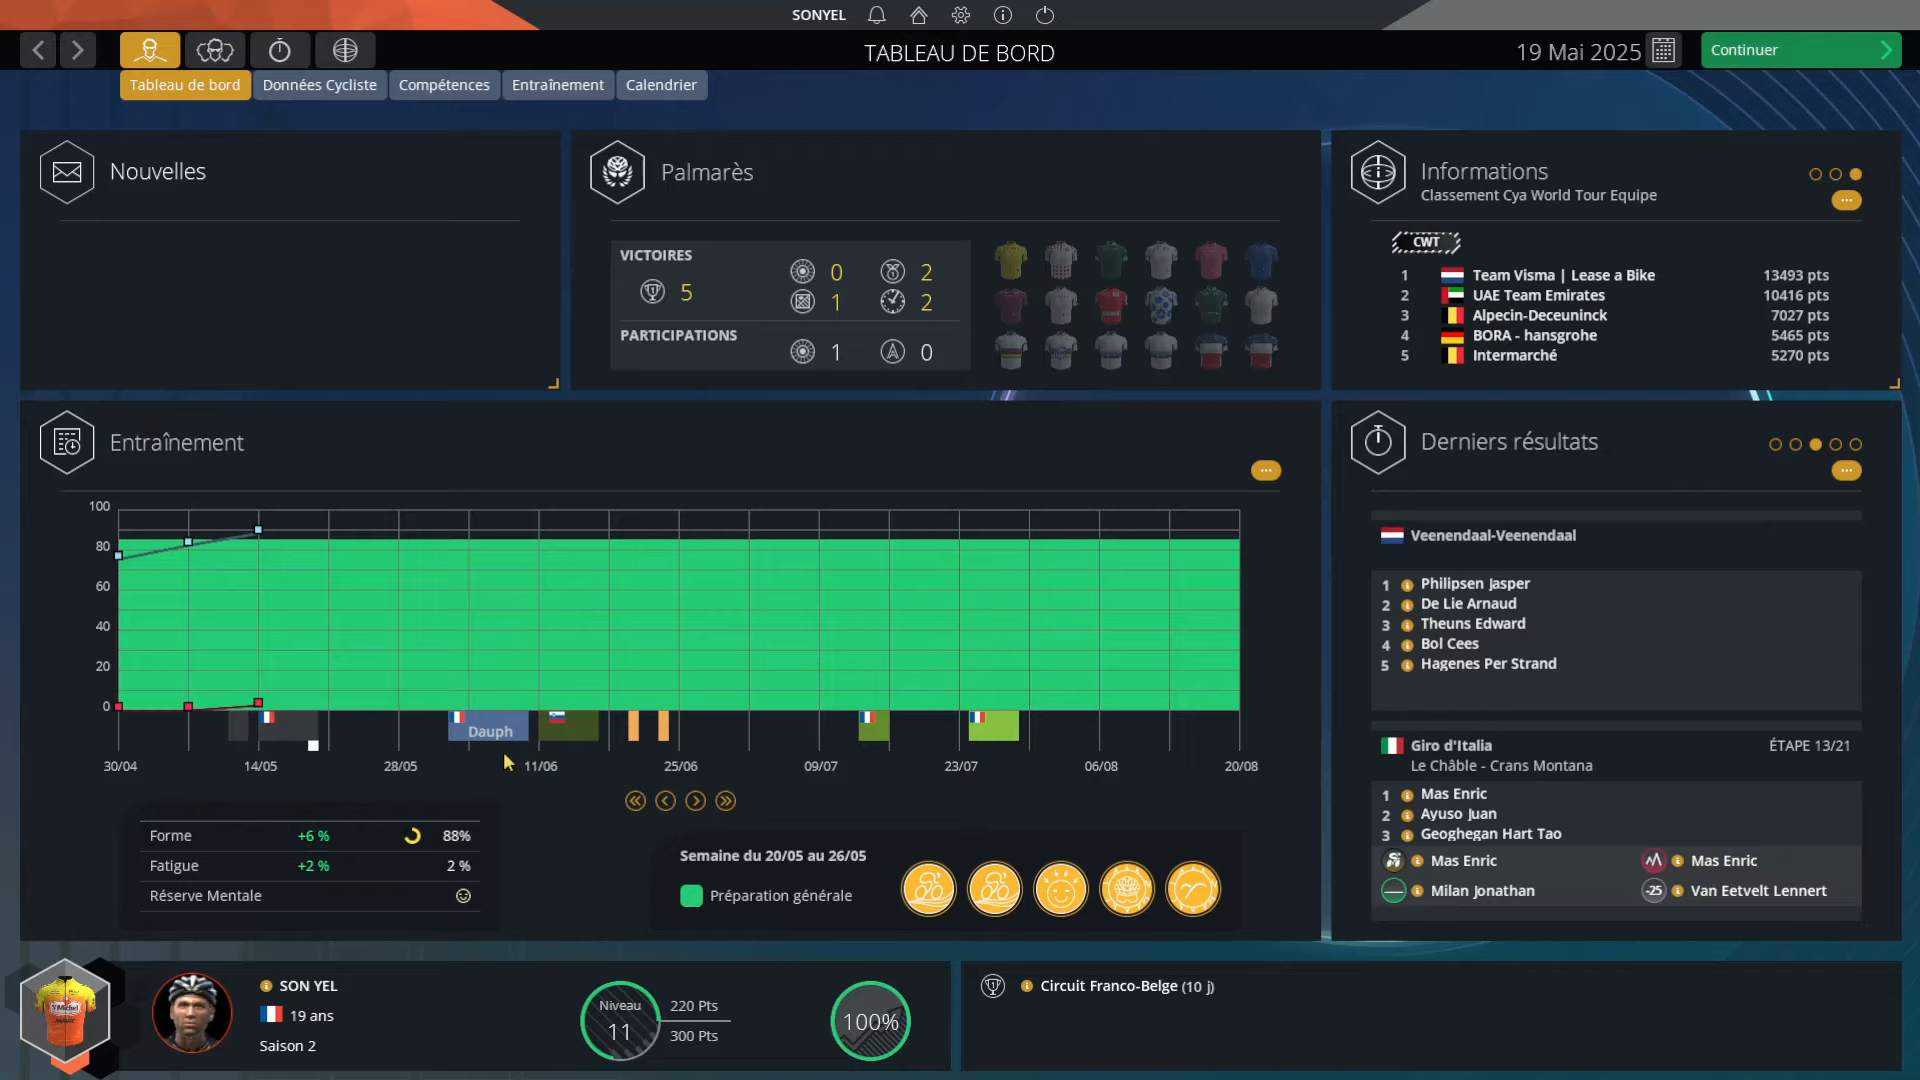 SONYEL
TABLEAU DE BORD
19 Mai 2025
Continuer
Tableau de bord
Données Cycliste
Compétences
Entraînement
Calendrier
Nouvelles
Palmarès
VICTOIRES
5
0
2
1
2
PARTICIPATIONS
1
0
Informations
Classement Cya World Tour Equipe
CWT
1 Team Visma | Lease a Bike 13493 pts
2 UAE Team Emirates 10416 pts
3 Alpecin-Deceuninck 7027 pts
4 BORA - hansgrohe 5465 pts
5 Intermarché 5270 pts
Entraînement
100
80
60
40
20
0
Dauph
30/04 14/05 28/05 11/06 25/06 09/07 23/07 06/08 20/08
Forme +6 % 88%
Fatigue +2 % 2 %
Réserve Mentale
Semaine du 20/05 au 26/05
Préparation générale
Derniers résultats
Veenendaal-Veenendaal
1 Philipsen Jasper
2 De Lie Arnaud
3 Theuns Edward
4 Bol Cees
5 Hagenes Per Strand
Giro d'Italia ÉTAPE 13/21
Le Châble - Crans Montana
1 Mas Enric
2 Ayuso Juan
3 Geoghegan Hart Tao
Mas Enric
Mas Enric
Milan Jonathan
-25 Van Eetvelt Lennert
SON YEL
19 ans
Saison 2
Niveau
11
220 Pts
300 Pts
100%
Circuit Franco-Belge (10 j)